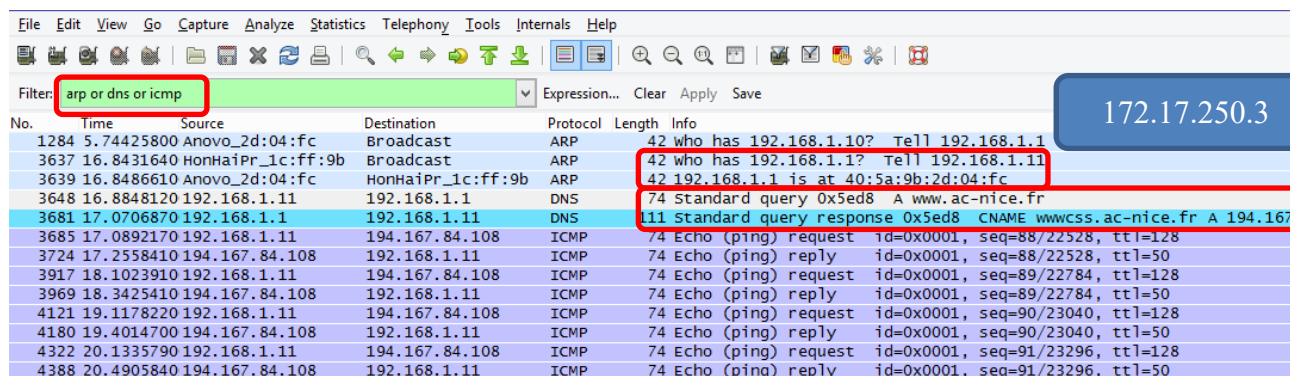 File Edit View Go Capture Analyze Statistics Telephony Tools Internals Help
Filter: arp or dns or icmp Expression... Clear Apply Save
172.17.250.3
No. Time Source Destination Protocol Length Info
1284 5.74425800 Anovo_2d:04:fc Broadcast ARP 42 Who has 192.168.1.10? Tell 192.168.1.1
3637 16.8431640 HonHaiPr_1c:ff:9b Broadcast ARP 42 Who has 192.168.1.1? Tell 192.168.1.11
3639 16.8486610 Anovo_2d:04:fc HonHaiPr_1c:ff:9b ARP 42 192.168.1.1 is at 40:5a:9b:2d:04:fc
3648 16.8848120 192.168.1.11 192.168.1.1 DNS 74 Standard query 0x5ed8 A www.ac-nice.fr
3681 17.0706870 192.168.1.1 192.168.1.11 DNS 111 Standard query response 0x5ed8 CNAME wwwcss.ac-nice.fr A 194.167
3685 17.0892170 192.168.1.11 194.167.84.108 ICMP 74 Echo (ping) request id=0x0001, seq=88/22528, ttl=128
3724 17.2558410 194.167.84.108 192.168.1.11 ICMP 74 Echo (ping) reply id=0x0001, seq=88/22528, ttl=50
3917 18.1023910 192.168.1.11 194.167.84.108 ICMP 74 Echo (ping) request id=0x0001, seq=89/22784, ttl=128
3969 18.3425410 194.167.84.108 192.168.1.11 ICMP 74 Echo (ping) reply id=0x0001, seq=89/22784, ttl=50
4121 19.1178220 192.168.1.11 194.167.84.108 ICMP 74 Echo (ping) request id=0x0001, seq=90/23040, ttl=128
4180 19.4014700 194.167.84.108 192.168.1.11 ICMP 74 Echo (ping) reply id=0x0001, seq=90/23040, ttl=50
4322 20.1335790 192.168.1.11 194.167.84.108 ICMP 74 Echo (ping) request id=0x0001, seq=91/23296, ttl=128
4388 20.4905840 194.167.84.108 192.168.1.11 ICMP 74 Echo (ping) reply id=0x0001, seq=91/23296, ttl=50